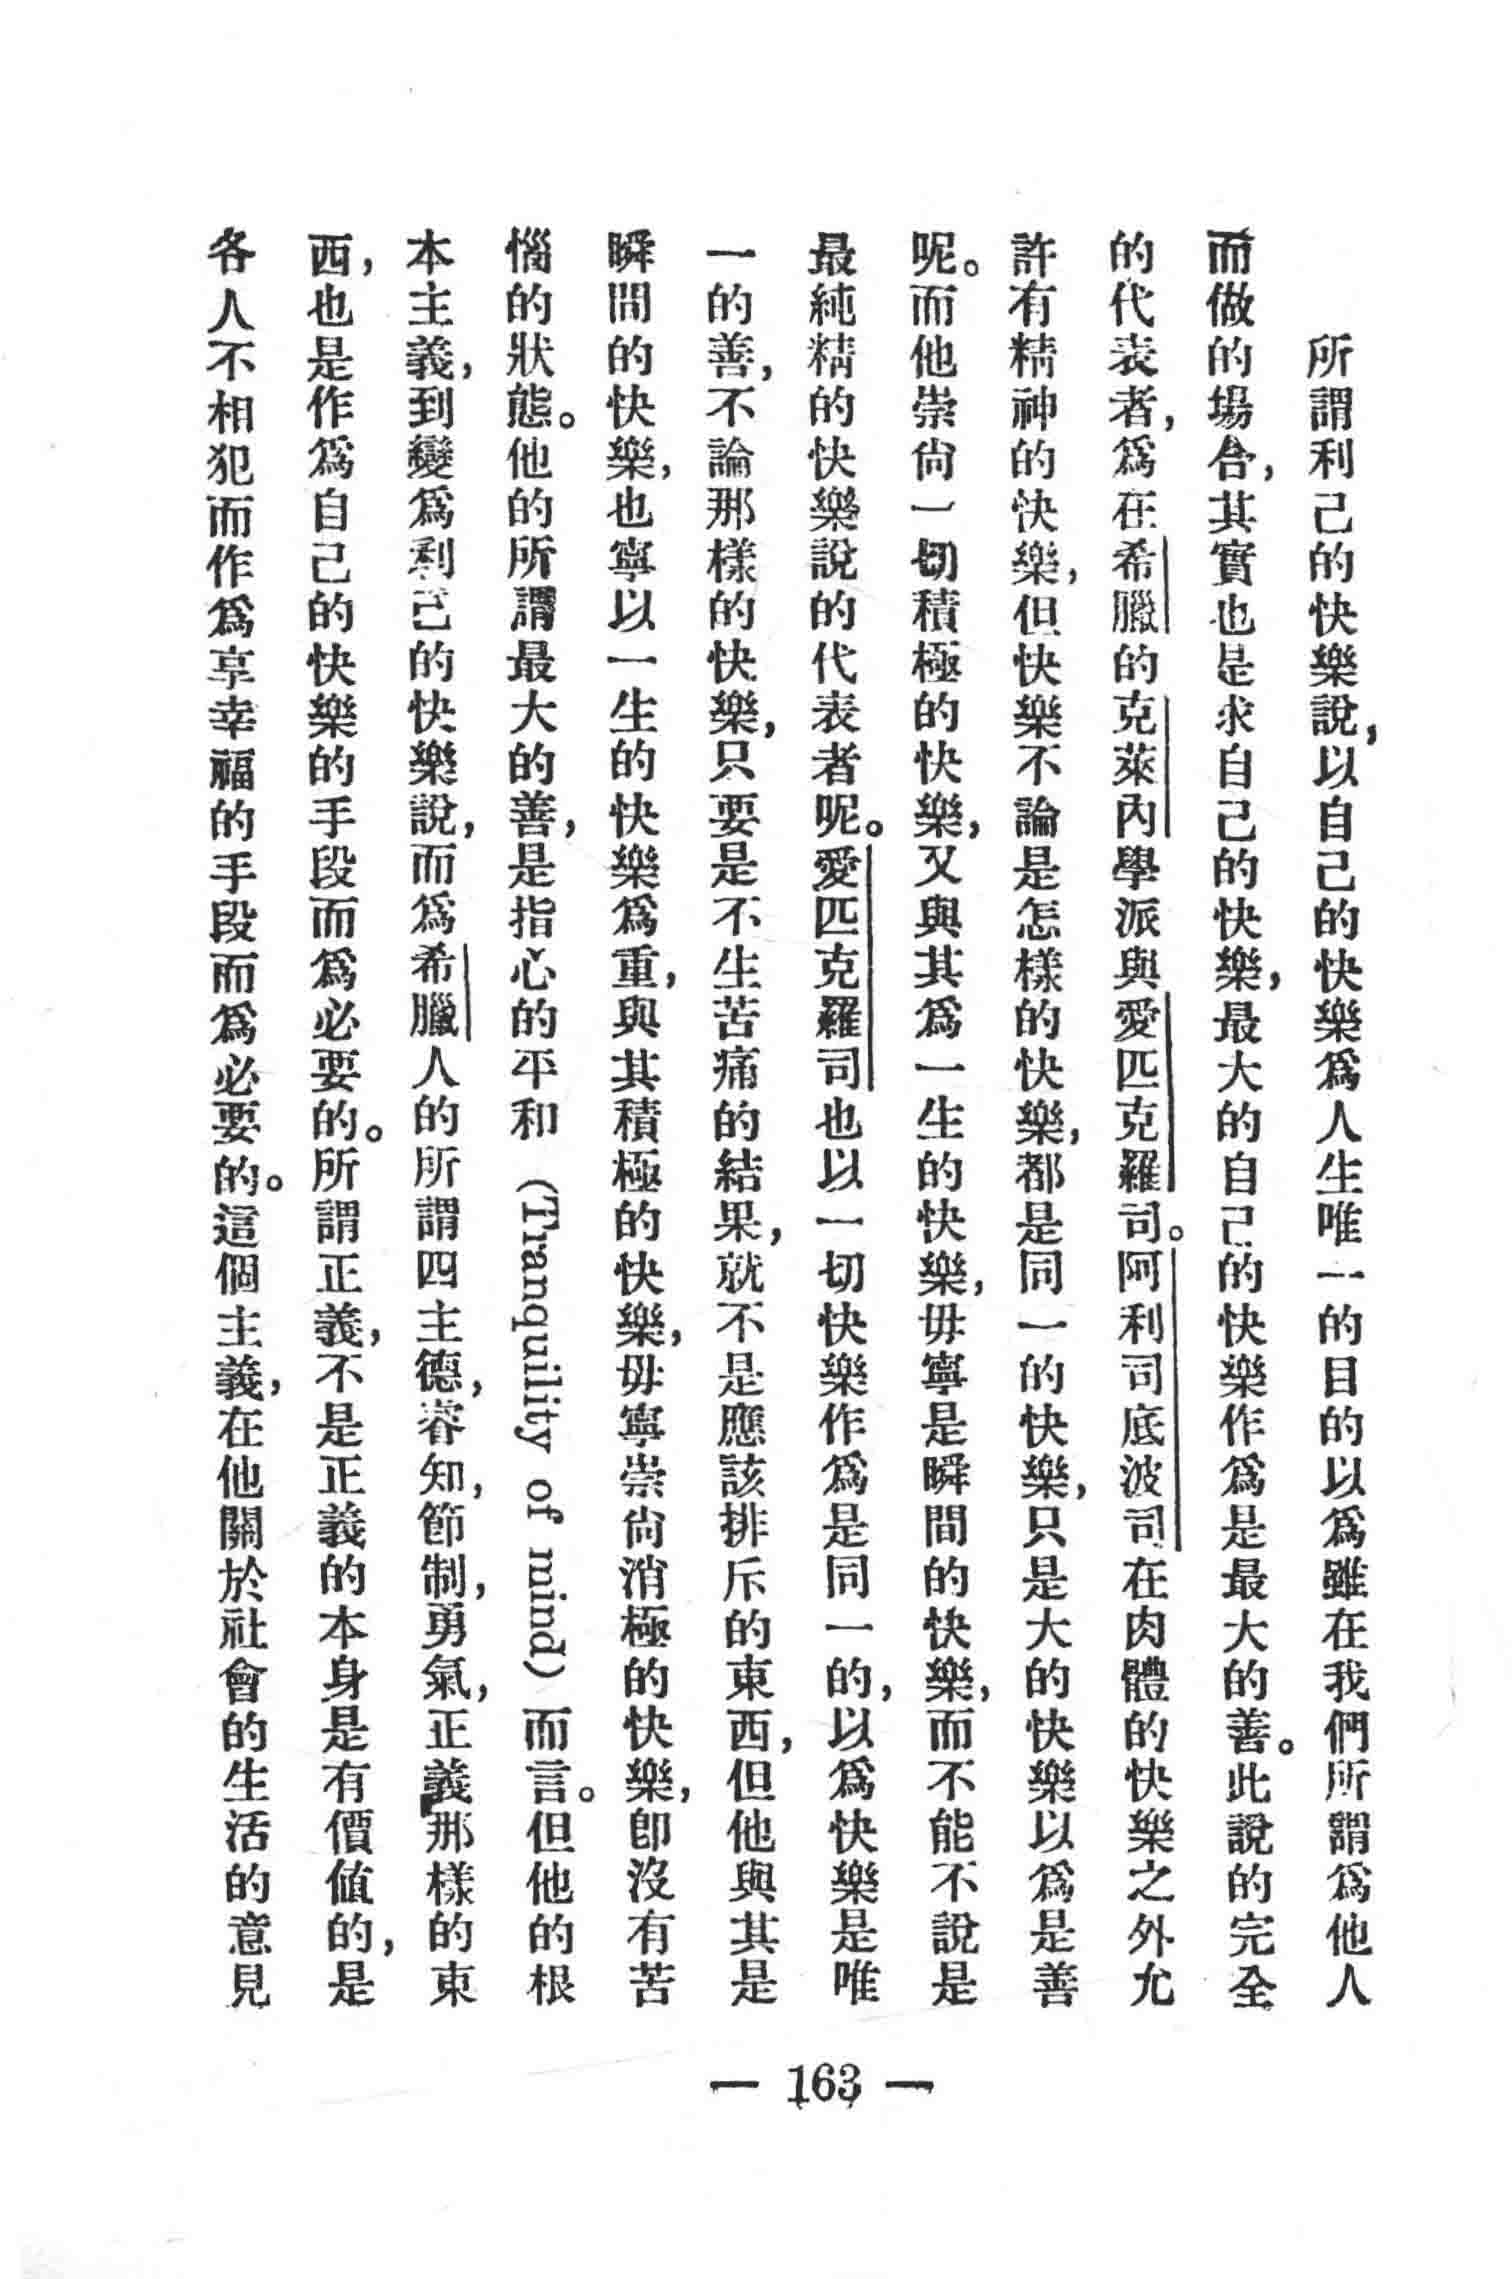 所謂利己的快樂說，以自己的快樂爲人生唯一的目的以爲雖在我們所謂爲他人
而做的場合，其實也是求自己的快樂，最大的自己的快樂作爲是最大的善。此說的完全
的代表者，爲在希臘的克萊內學派與愛匹克羅司。阿利司底波司在肉體的快樂之外允
許有精神的快樂，但快樂不論是怎樣的快樂，都是同一的快樂，只是大的快樂以爲是善
呢。而他崇尙一切積極的快樂，又與其爲一生的快樂，毋寧是瞬間的快樂，而不能不說是
最純精的快樂說的代表者呢。愛匹克羅司也以一切快樂作爲是同一的，以爲快樂是唯
一的善，不論那樣的快樂，只要是不生苦痛的結果，就不是應該排斥的東西，但他與其是
瞬間的快樂，也寧以一生的快樂爲重，與其積極的快樂，毋寧崇尙消極的快樂，卽沒有苦
惱的狀態。他的所謂最大的善，是指心的平和（Tranquility of mind）而言。但他的根
本主義，到變爲利己的快樂說，而爲希臘人的所謂四主德，睿知，節制，勇氣，正義那樣的東
西，也是作爲自己的快樂的手段而爲必要的。所謂正義，不是正義的本身是有價値的，是
各人不相犯而作爲享幸福的手段而爲必要的。這個主義，在他關於社會的生活的意見
— 163 —